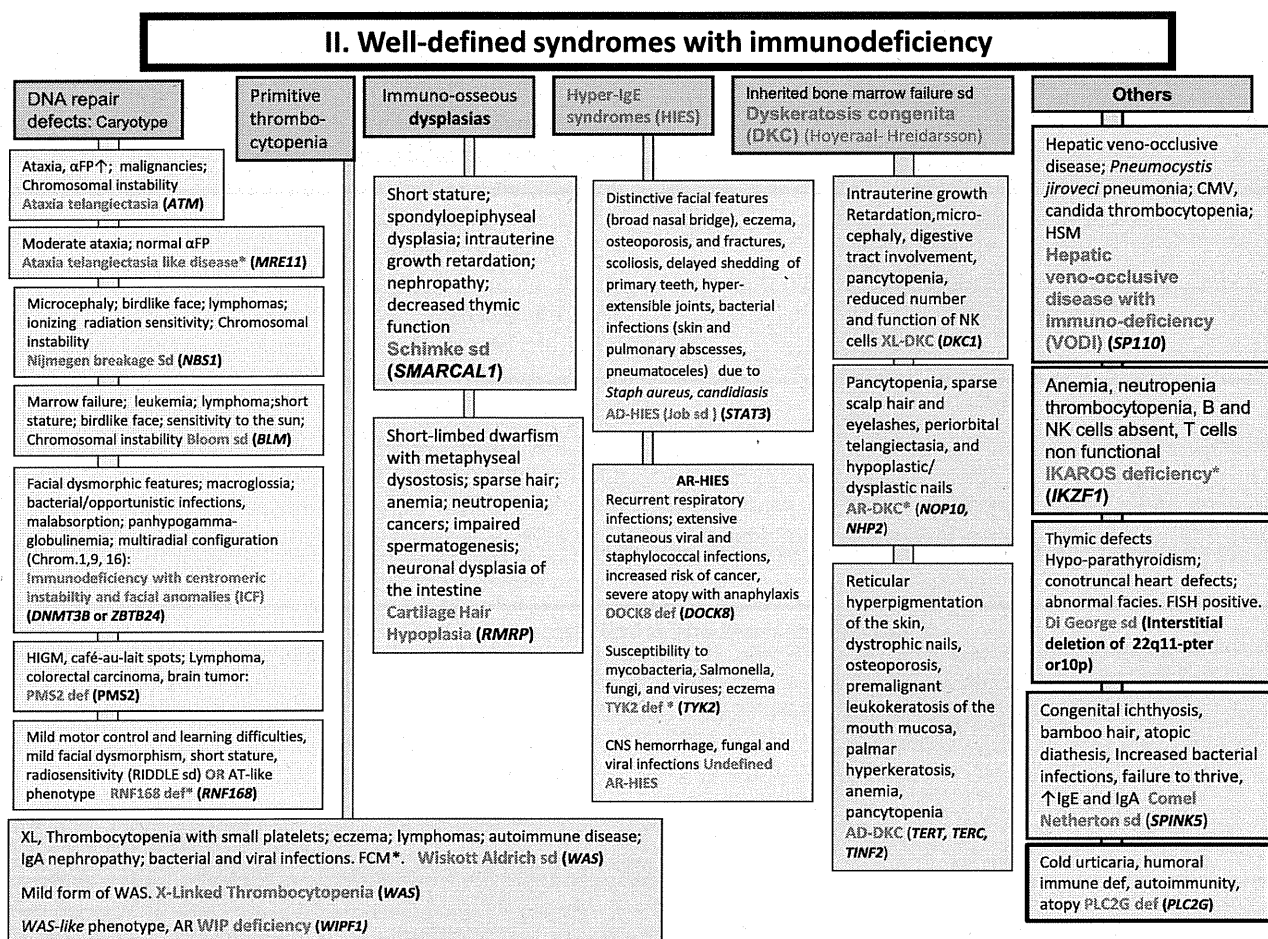 II. Well-defined syndromes with immunodeficiency
DNA repair
defects: Caryotype
Ataxia, αFP↑; malignancies;
Chromosomal instability
Ataxia telangiectasia (ATM)
Moderate ataxia; normal αFP
Ataxia telangiectasia like disease* (MRE11)
Microcephaly; birdlike face; lymphomas;
ionizing radiation sensitivity; Chromosomal
instability
Nijmegen breakage Sd (NBS1)
Marrow failure; leukemia; lymphoma;short
stature; birdlike face; sensitivity to the sun;
Chromosomal instability Bloom sd (BLM)
Facial dysmorphic features; macroglossia;
bacterial/opportunistic infections,
malabsorption; panhypogamma-
globulinemia; multiradial configuration
(Chrom.1,9, 16):
Immunodeficiency with centromeric
instabiltiy and facial anomalies (ICF)
(DNMT3B or ZBTB24)
HIGM, café-au-lait spots; Lymphoma,
colorectal carcinoma, brain tumor:
PMS2 def (PMS2)
Mild motor control and learning difficulties,
mild facial dysmorphism, short stature,
radiosensitivity (RIDDLE sd) OR AT-like
phenotype RNF168 def* (RNF168)
Primitive
thrombo-
cytopenia
XL, Thrombocytopenia with small platelets; eczema; lymphomas; autoimmune disease;
IgA nephropathy; bacterial and viral infections. FCM*. Wiskott Aldrich sd (WAS)
Mild form of WAS. X-Linked Thrombocytopenia (WAS)
WAS-like phenotype, AR WIP deficiency (WIPF1)
Immuno-osseous
dysplasias
Short stature;
spondyloepiphyseal
dysplasia; intrauterine
growth retardation;
nephropathy;
decreased thymic
function
Schimke sd
(SMARCAL1)
Short-limbed dwarfism
with metaphyseal
dysostosis; sparse hair;
anemia; neutropenia;
cancers; impaired
spermatogenesis;
neuronal dysplasia of
the intestine
Cartilage Hair
Hypoplasia (RMRP)
Hyper-IgE
syndromes (HIES)
Distinctive facial features
(broad nasal bridge), eczema,
osteoporosis, and fractures,
scoliosis, delayed shedding of
primary teeth, hyper-
extensible joints, bacterial
infections (skin and
pulmonary abscesses,
pneumatoceles) due to
Staph aureus, candidiasis
AD-HIES (Job sd ) (STAT3)
AR-HIES
Recurrent respiratory
infections; extensive
cutaneous viral and
staphylococcal infections,
increased risk of cancer,
severe atopy with anaphylaxis
DOCK8 def (DOCK8)
Susceptibility to
mycobacteria, Salmonella,
fungi, and viruses; eczema
TYK2 def * (TYK2)
CNS hemorrhage, fungal and
viral infections Undefined
AR-HIES
Inherited bone marrow failure sd
Dyskeratosis congenita
(DKC) (Hoyeraal- Hreidarsson)
Intrauterine growth
Retardation,micro-
cephaly, digestive
tract involvement,
pancytopenia,
reduced number
and function of NK
cells XL-DKC (DKC1)
Pancytopenia, sparse
scalp hair and
eyelashes, periorbital
telangiectasia, and
hypoplastic/
dysplastic nails
AR-DKC* (NOP10,
NHP2)
Reticular
hyperpigmentation
of the skin,
dystrophic nails,
osteoporosis,
premalignant
leukokeratosis of the
mouth mucosa,
palmar
hyperkeratosis,
anemia,
pancytopenia
AD-DKC (TERT, TERC,
TINF2)
Others
Hepatic veno-occlusive
disease; Pneumocystis
jiroveci pneumonia; CMV,
candida thrombocytopenia;
HSM
Hepatic
veno-occlusive
disease with
immuno-deficiency
(VODI) (SP110)
Anemia, neutropenia
thrombocytopenia, B and
NK cells absent, T cells
non functional
IKAROS deficiency*
(IKZF1)
Thymic defects
Hypo-parathyroidism;
conotruncal heart defects;
abnormal facies. FISH positive.
Di George sd (Interstitial
deletion of 22q11-pter
or10p)
Congenital ichthyosis,
bamboo hair, atopic
diathesis, Increased bacterial
infections, failure to thrive,
↑IgE and IgA Comel
Netherton sd (SPINK5)
Cold urticaria, humoral
immune def, autoimmunity,
atopy PLC2G def (PLC2G)